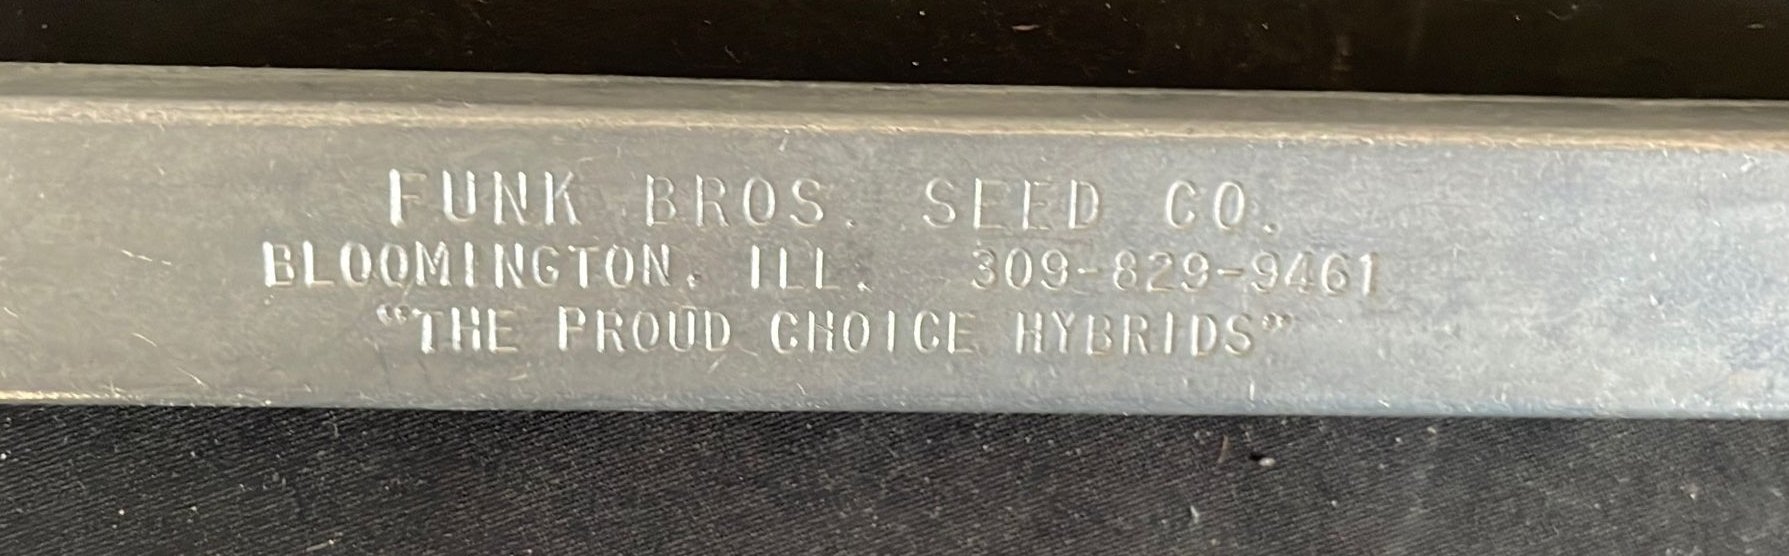 FUNK BROS. SEED CO.
BLOOMINGTON, ILL. 309-829-9461
"THE PROUD CHOICE HYBRIDS"